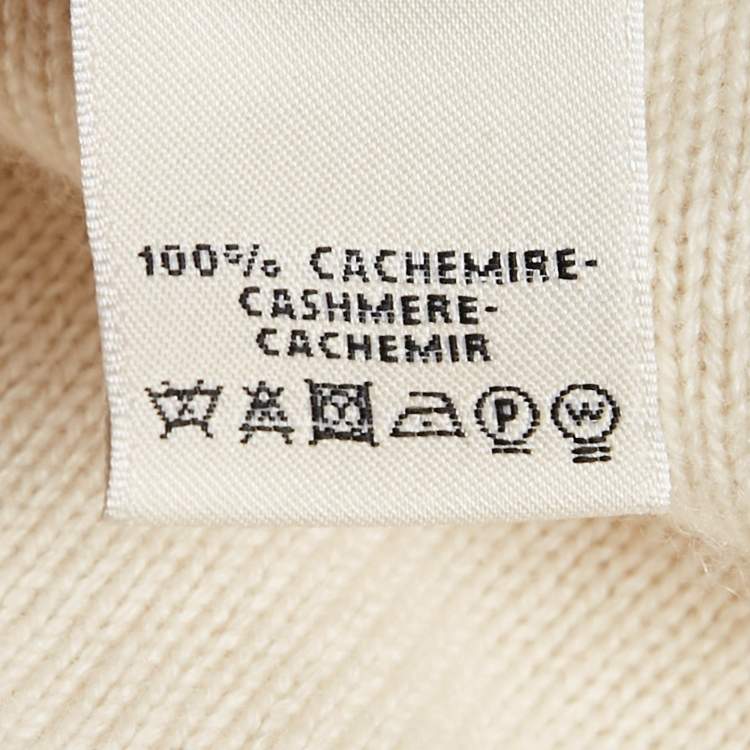 100% CACHEMIRE-
CASHMERE-
CACHEMIR
P W